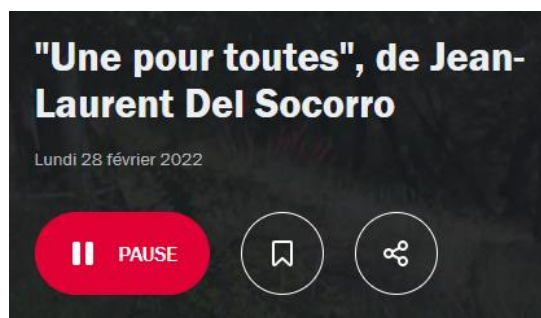 "Une pour toutes", de Jean-
Laurent Del Socorro
Lundi 28 février 2022
PAUSE